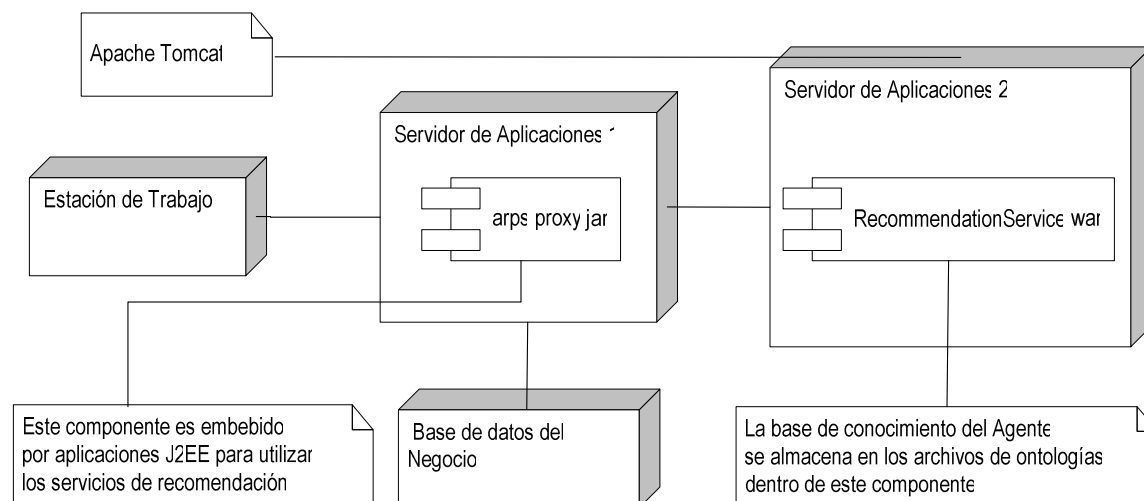 Apache Tomcat
Servidor de Aplicaciones 2
Servidor de Aplicaciones 1
Estación de Trabajo
arps proxy jar
RecommendationService war
Este componente es embebido
por aplicaciones J2EE para utilizar
los servicios de recomendación
Base de datos del
Negocio
La base de conocimiento del Agente
se almacena en los archivos de ontologías
dentro de este componente